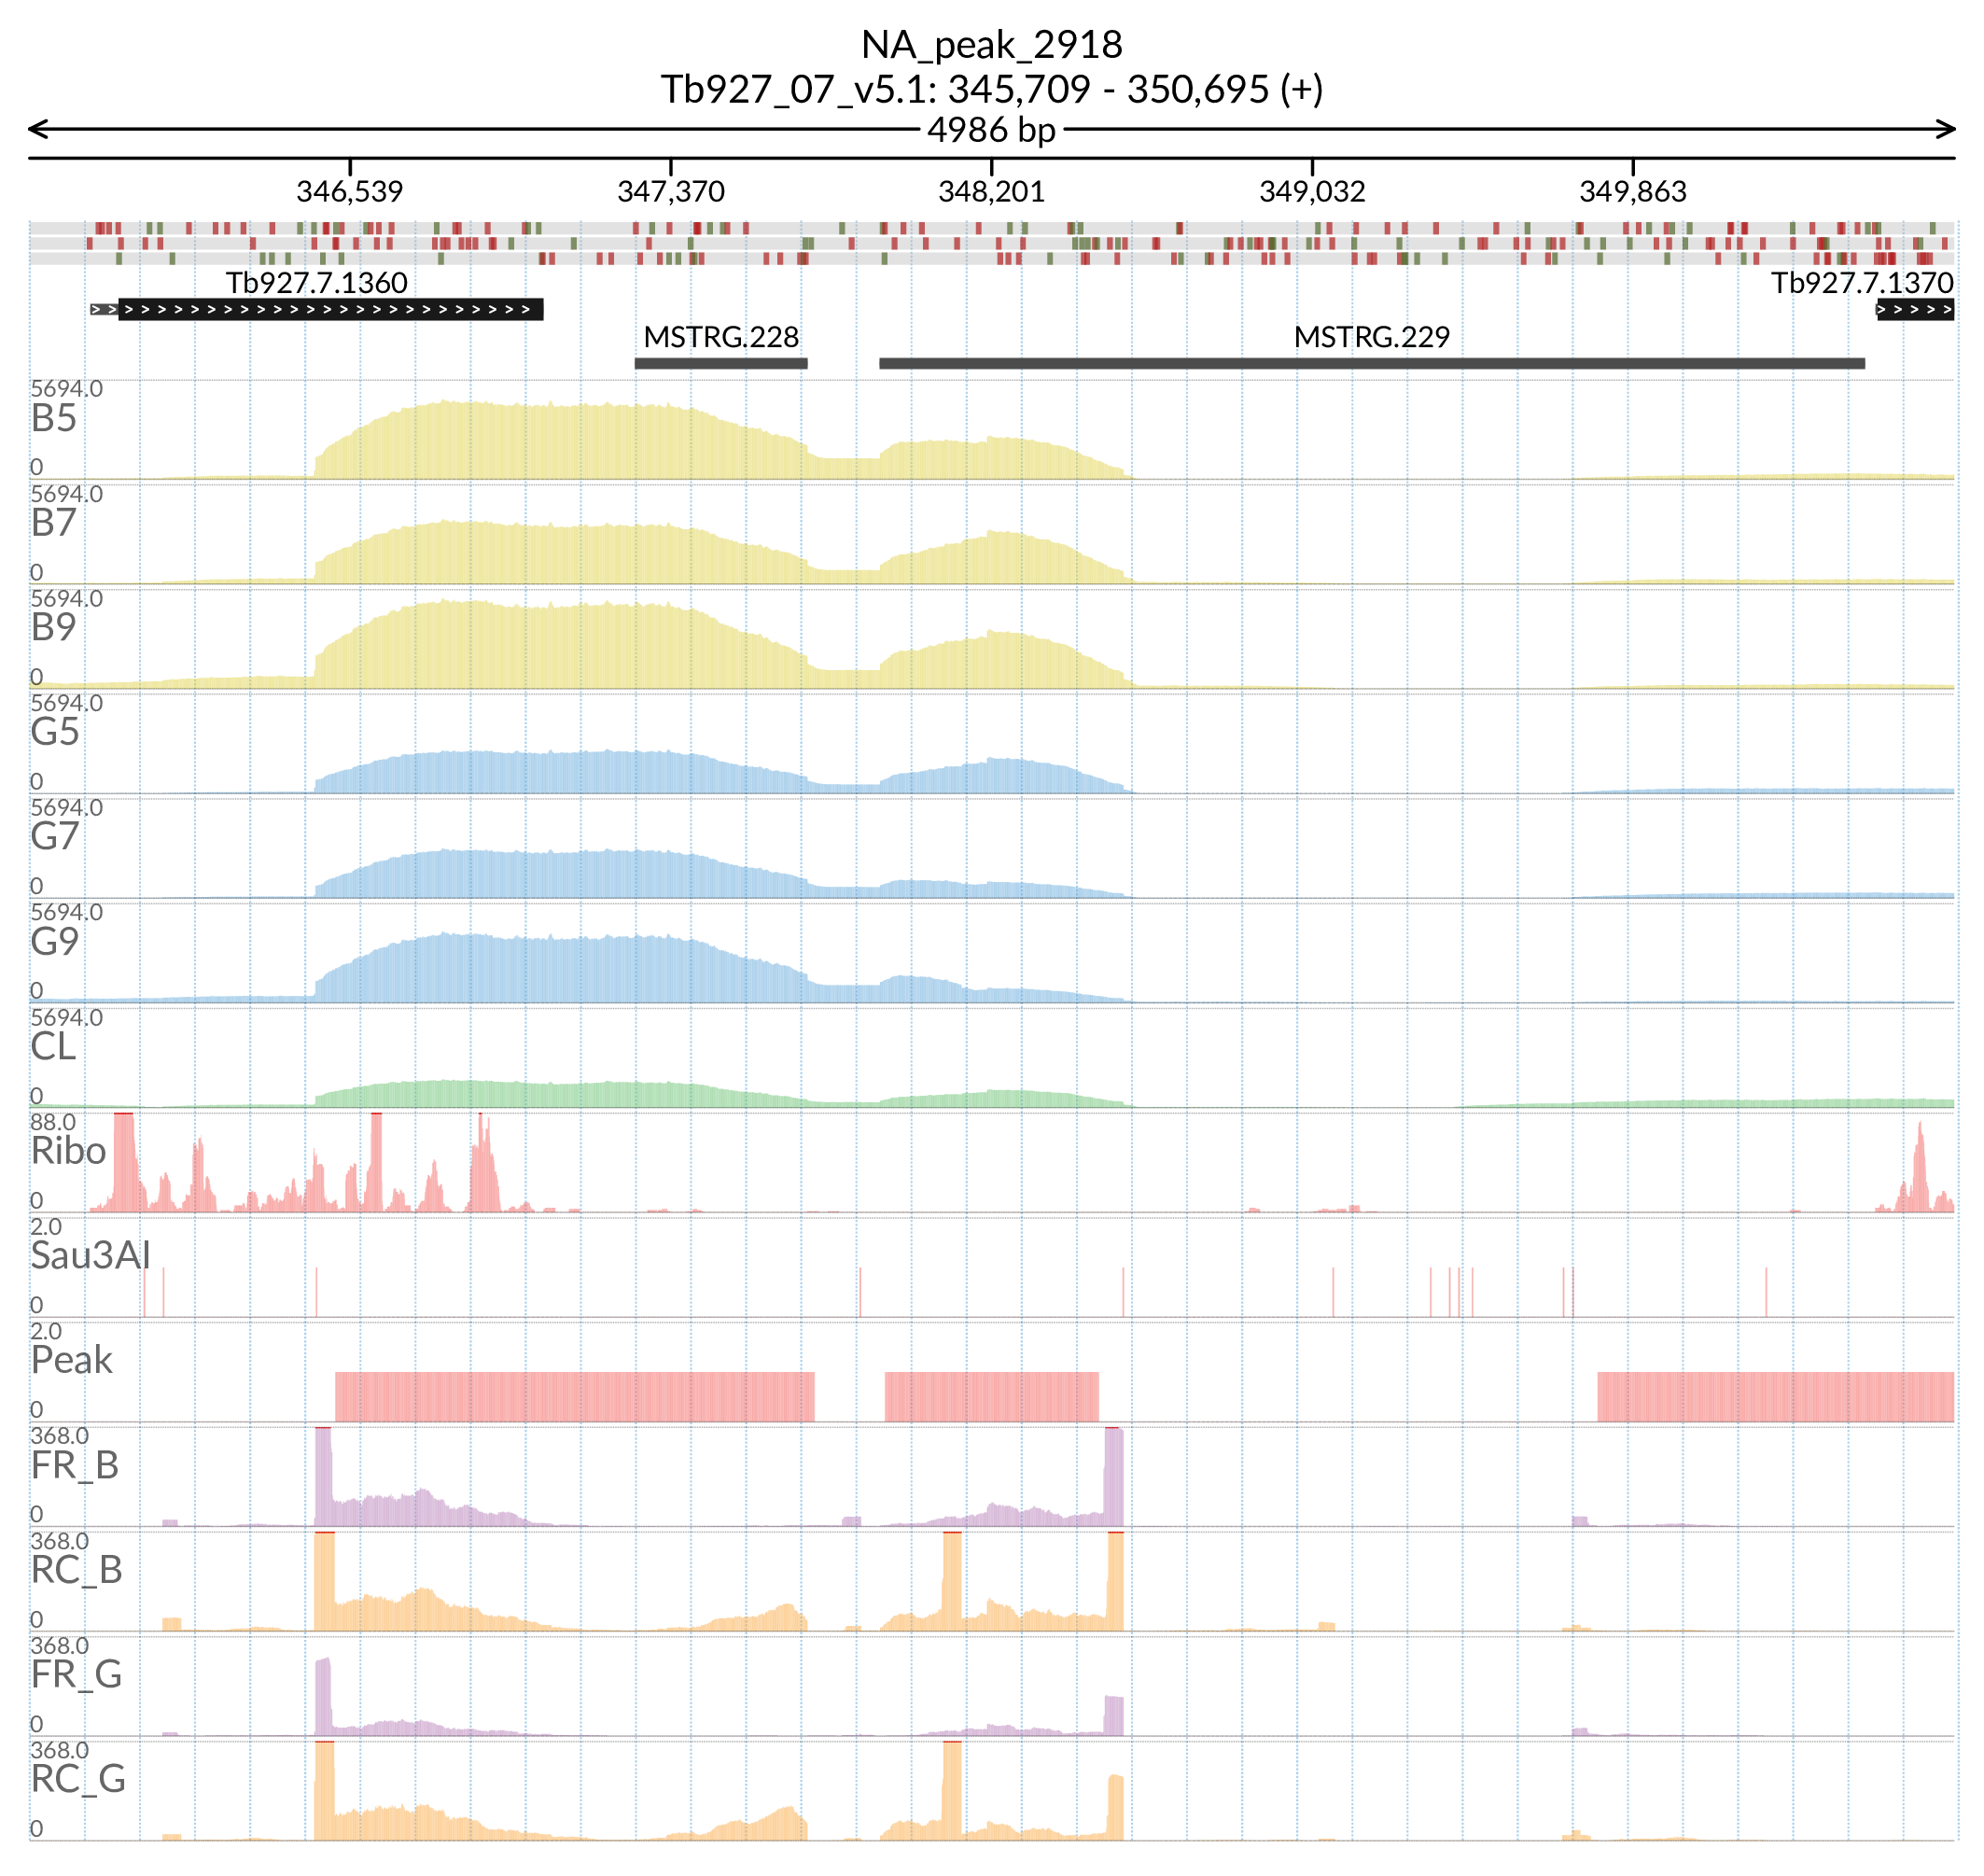 NA_peak_2918
Tb927_07_v5.1: 345,709 - 350,695 (+)
4986 bp
346,539 347,370 348,201 349,032 349,863
Tb927.7.1360 Tb927.7.1370
MSTRG.228 MSTRG.229
5694.0
B5
0
5694.0
B7
0
5694.0
B9
0
5694.0
G5
0
5694.0
G7
0
5694.0
G9
0
5694.0
CL
0
88.0
Ribo
0
2.0
Sau3AI
0
2.0
Peak
0
368.0
FR_B
0
368.0
RC_B
0
368.0
FR_G
0
368.0
RC_G
0